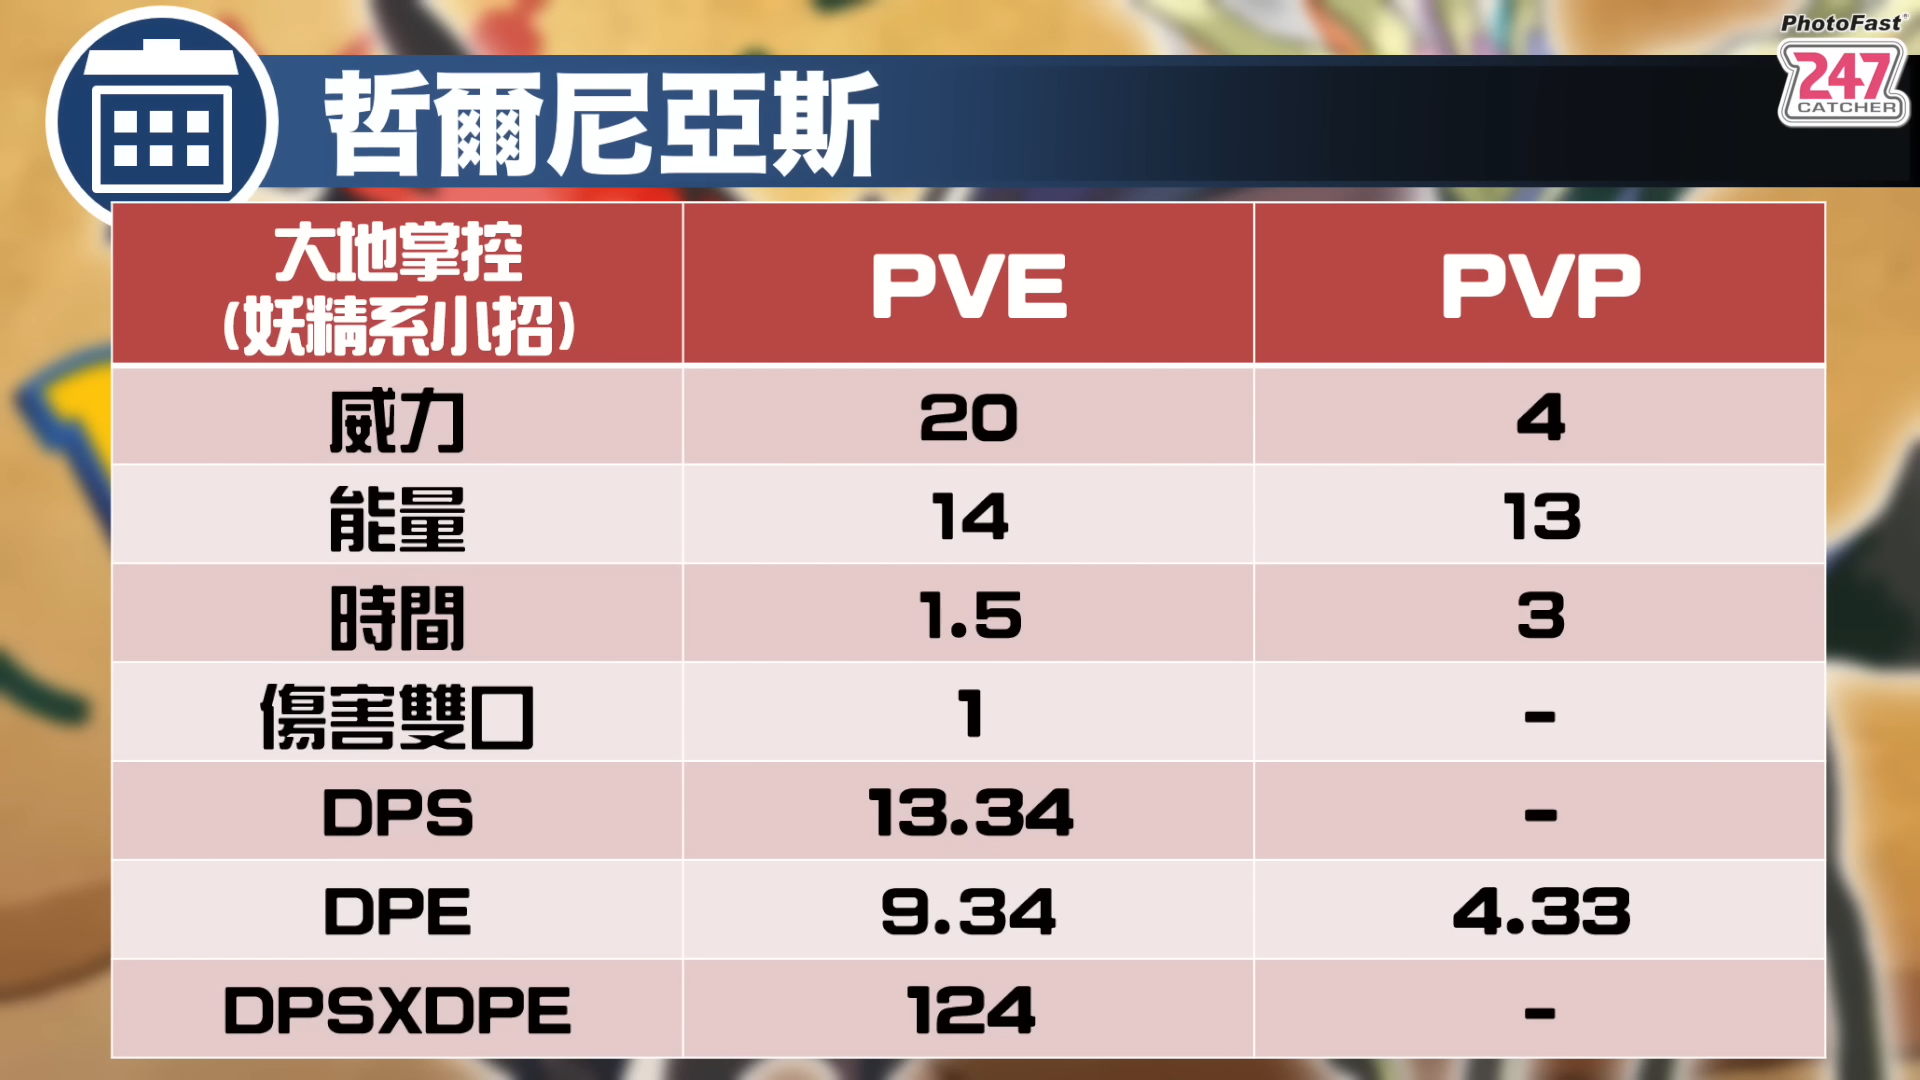 PhotoFast
247
CATCHER
哲爾尼亞斯
大地掌控
(妖精系小招)
PVE
PVP
威力
20
4
能量
14
13
時間
1.5
3
傷害雙口
1
-
DPS
13.34
-
DPE
9.34
4.33
DPSXDPE
124
-